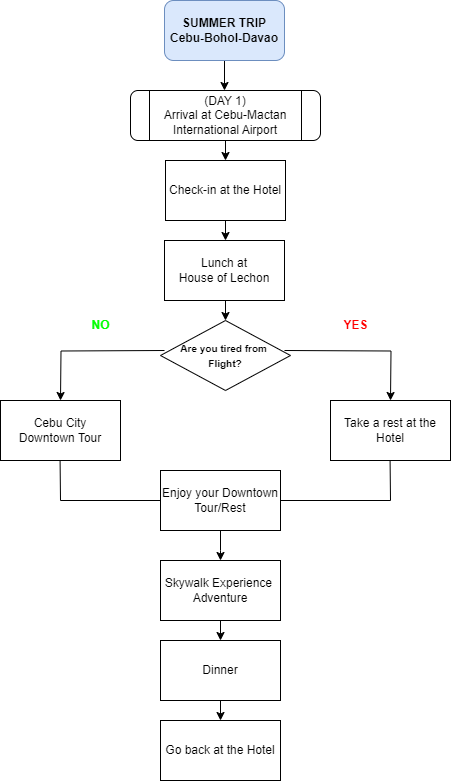 SUMMER TRIP
Cebu-Bohol-Davao
(DAY 1)
Arrival at Cebu-Mactan
International Airport
Check-in at the Hotel
Lunch at
House of Lechon
NO
YES
Are you tired from
Flight?
Cebu City
Downtown Tour
Take a rest at the
Hotel
Enjoy your Downtown
Tour/Rest
Skywalk Experience
Adventure
Dinner
Go back at the Hotel